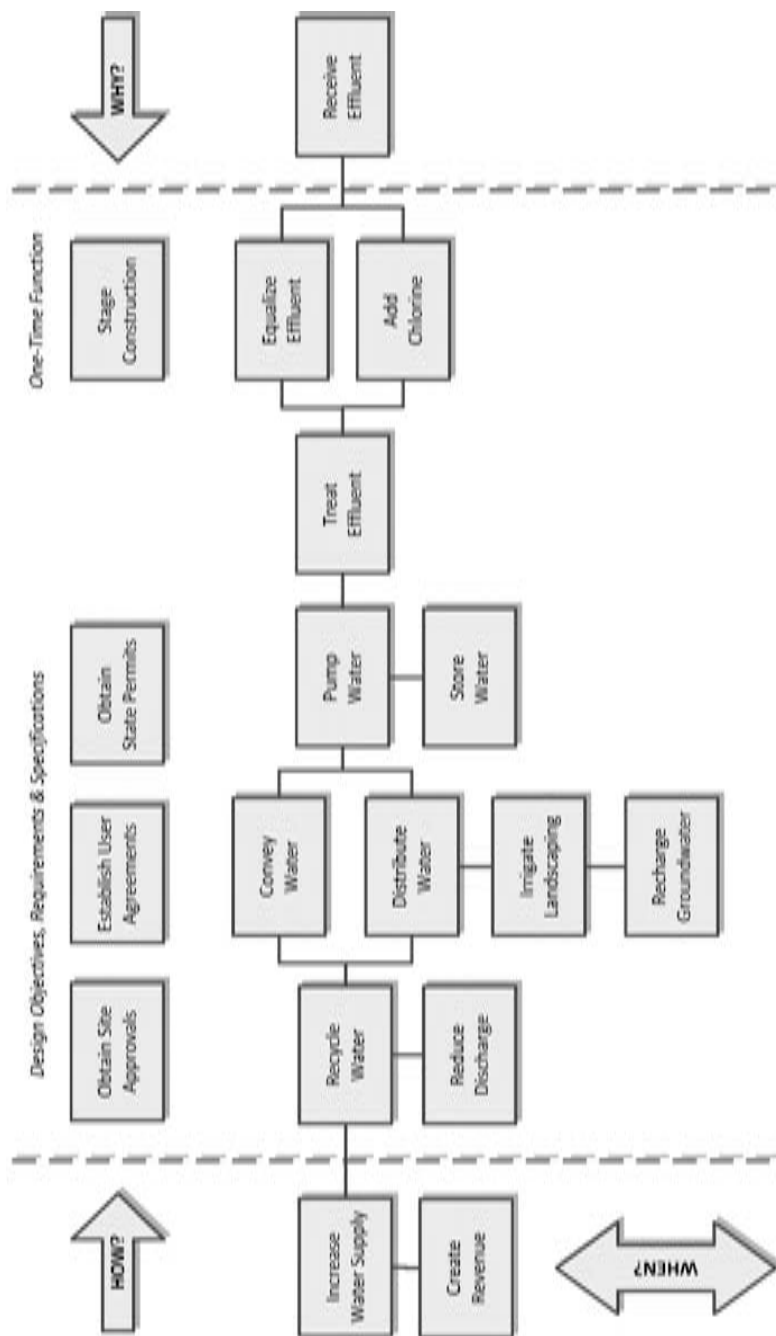 HOW?
Design Objectives, Requirements & Specifications
One-Time Function
WHY?
Obtain Site
Approvals
Establish User
Agreements
Obtain
State Permits
Stage
Construction
Increase
Water Supply
Create
Revenue
Recycle
Water
Reduce
Discharge
Convey
Water
Distribute
Water
Irrigate
Landscaping
Recharge
Groundwater
Pump
Water
Store
Water
Treat
Effluent
Equalize
Effluent
Add
Chlorine
Receive
Effluent
WHEN?